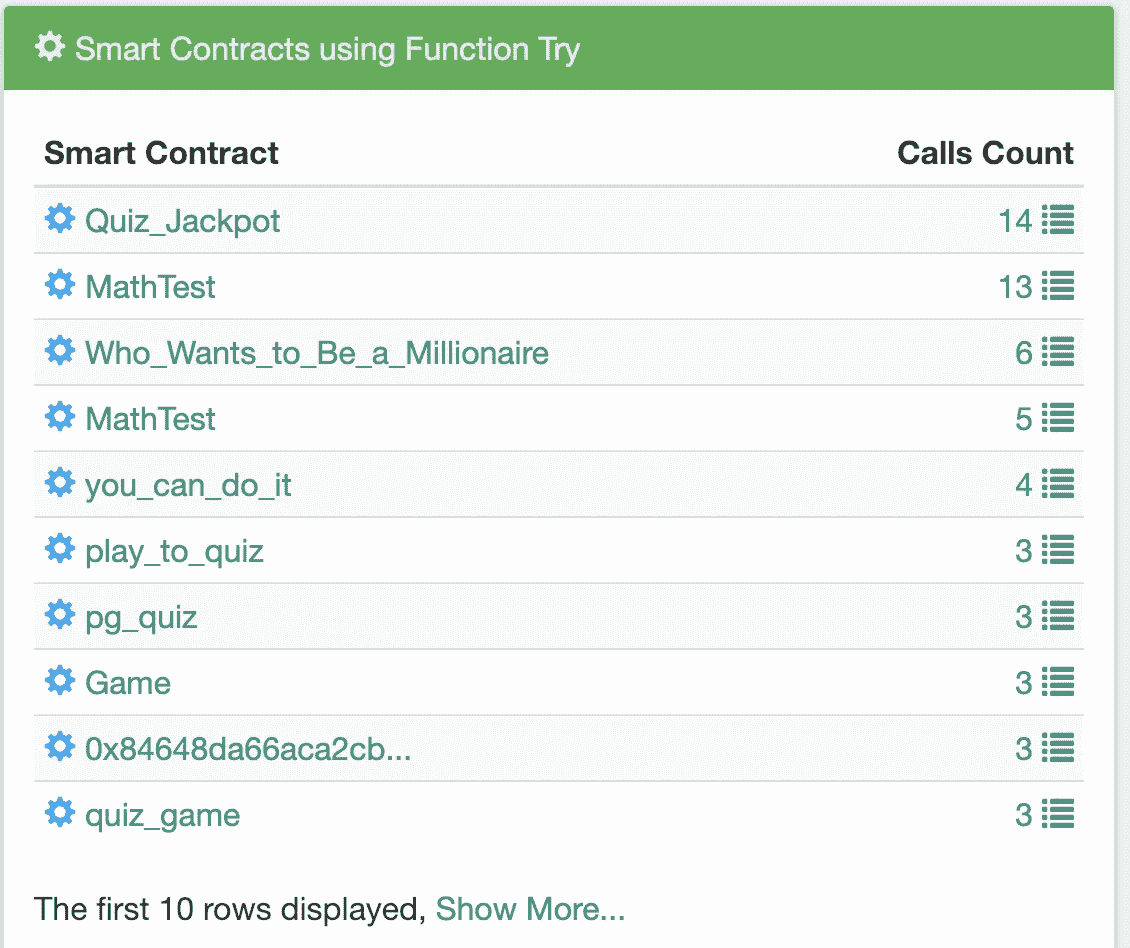 Smart Contracts using Function Try
Smart Contract Calls Count
Quiz_Jackpot 14
MathTest 13
Who_Wants_to_Be_a_Millionaire 6
MathTest 5
you_can_do_it 4
play_to_quiz 3
pg_quiz 3
Game 3
0x84648da66aca2cb... 3
quiz_game 3
The first 10 rows displayed, Show More...